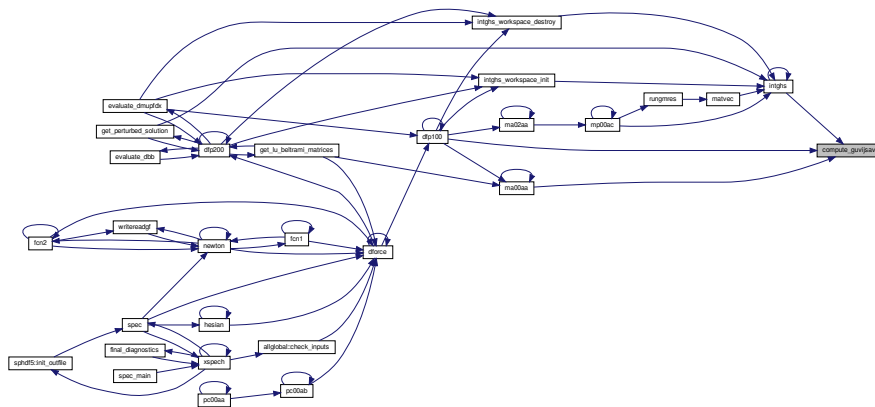 intghs_workspace_destroy
intghs_workspace_init
intghs
evaluate_dmupfdx
rungmres
matvec
get_perturbed_solution
ma02aa
mp00ac
dfp100
evaluate_dbb
dfp200
get_lu_beltrami_matrices
compute_guvijsave
ma00aa
writereadgf
fcn2
newton
fcn1
dforce
spec
hesian
final_diagnostics
allglobal::check_inputs
sphdf5::init_outfile
xspech
spec_main
pc00aa
pc00ab